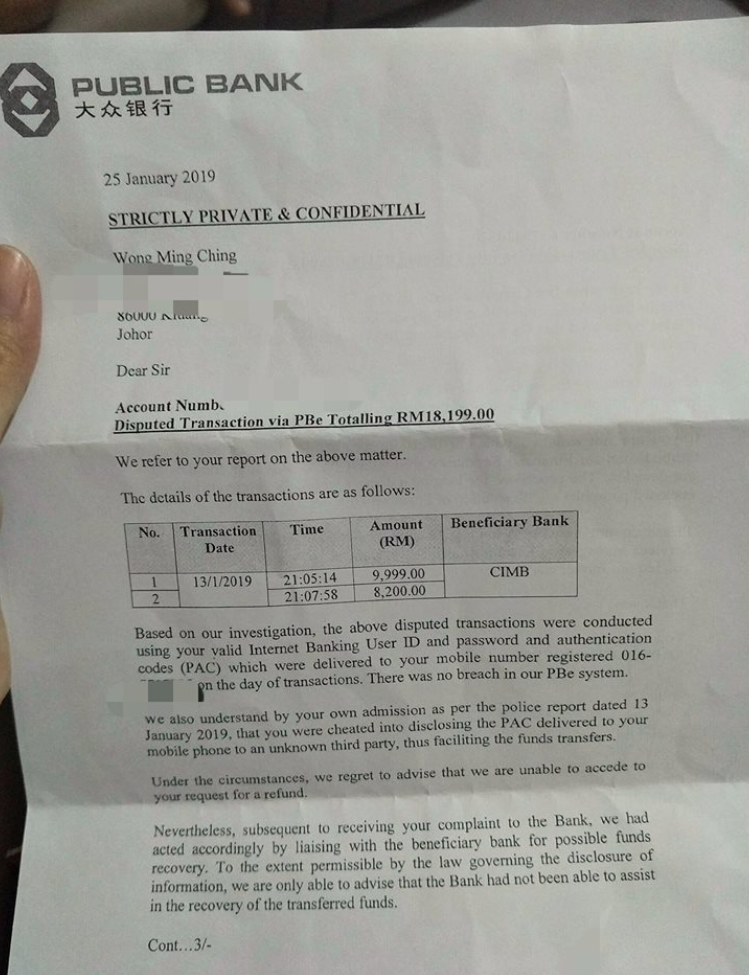 PUBLIC BANK
大众银行
25 January 2019
STRICTLY PRIVATE & CONFIDENTIAL
Wong Ming Ching
Johor
Dear Sir
Account
Disputed Transaction via PBe Totalling RM18,199.00
We refer to your report on the above matter.
The details of the transactions are as follows:
No. Transaction Date Time Amount (RM) Beneficiary Bank
1 13/1/2019 21:05:14 9,999.00 CIMB
2 21:07:58 8,200.00
Based on our investigation, the above disputed transactions were conducted
using your valid Internet Banking User ID and password and authentication
codes (PAC) which were delivered to your mobile number registered 016-
on the day of transactions. There was no breach in our PBe system.
We also understand by your own admission as per the police report dated 13
January 2019, that you were cheated into disclosing the PAC delivered to your
mobile phone to an unknown third party, thus faciliting the funds transfers.
Under the circumstances, we regret to advise that we are unable to accede to
your request for a refund.
Nevertheless, subsequent to receiving your complaint to the Bank, we had
acted accordingly by liaising with the beneficiary bank for possible funds
recovery. To the extent permissible by the law governing the disclosure of
information, we are only able to advise that the Bank had not been able to assist
in the recovery of the transferred funds.
Cont...3/-